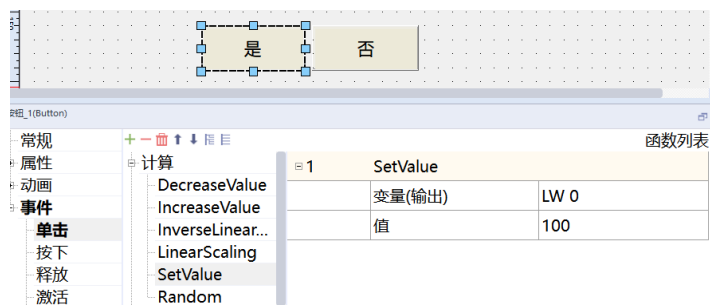 是 否
按钮_1(Button)
常规 函数列表
属性 计算 1 SetValue
动画 DecreaseValue 变量(输出) LW 0
事件 IncreaseValue
单击 InverseLinear... 值 100
按下 LinearScaling
释放 SetValue
激活 Random